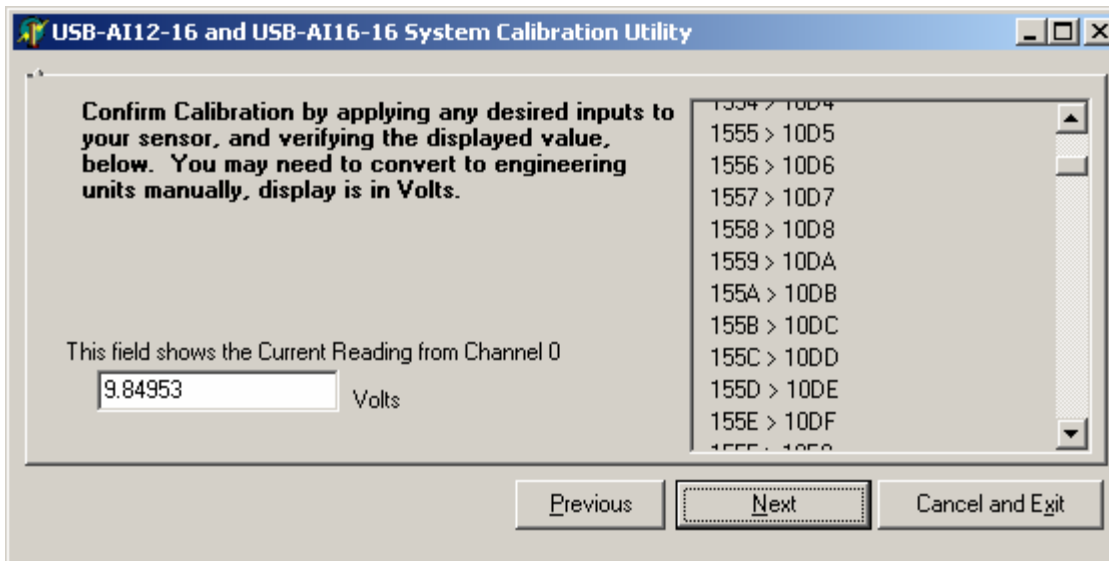 USB-AI12-16 and USB-AI16-16 System Calibration Utility
Confirm Calibration by applying any desired inputs to
your sensor, and verifying the displayed value,
below. You may need to convert to engineering
units manually, display is in Volts.
This field shows the Current Reading from Channel 0
9.84953
Volts
1554 > 10D4
1555 > 10D5
1556 > 10D6
1557 > 10D7
1558 > 10D8
1559 > 10DA
155A > 10DB
155B > 10DC
155C > 10DD
155D > 10DE
155E > 10DF
Previous
Next
Cancel and Exit